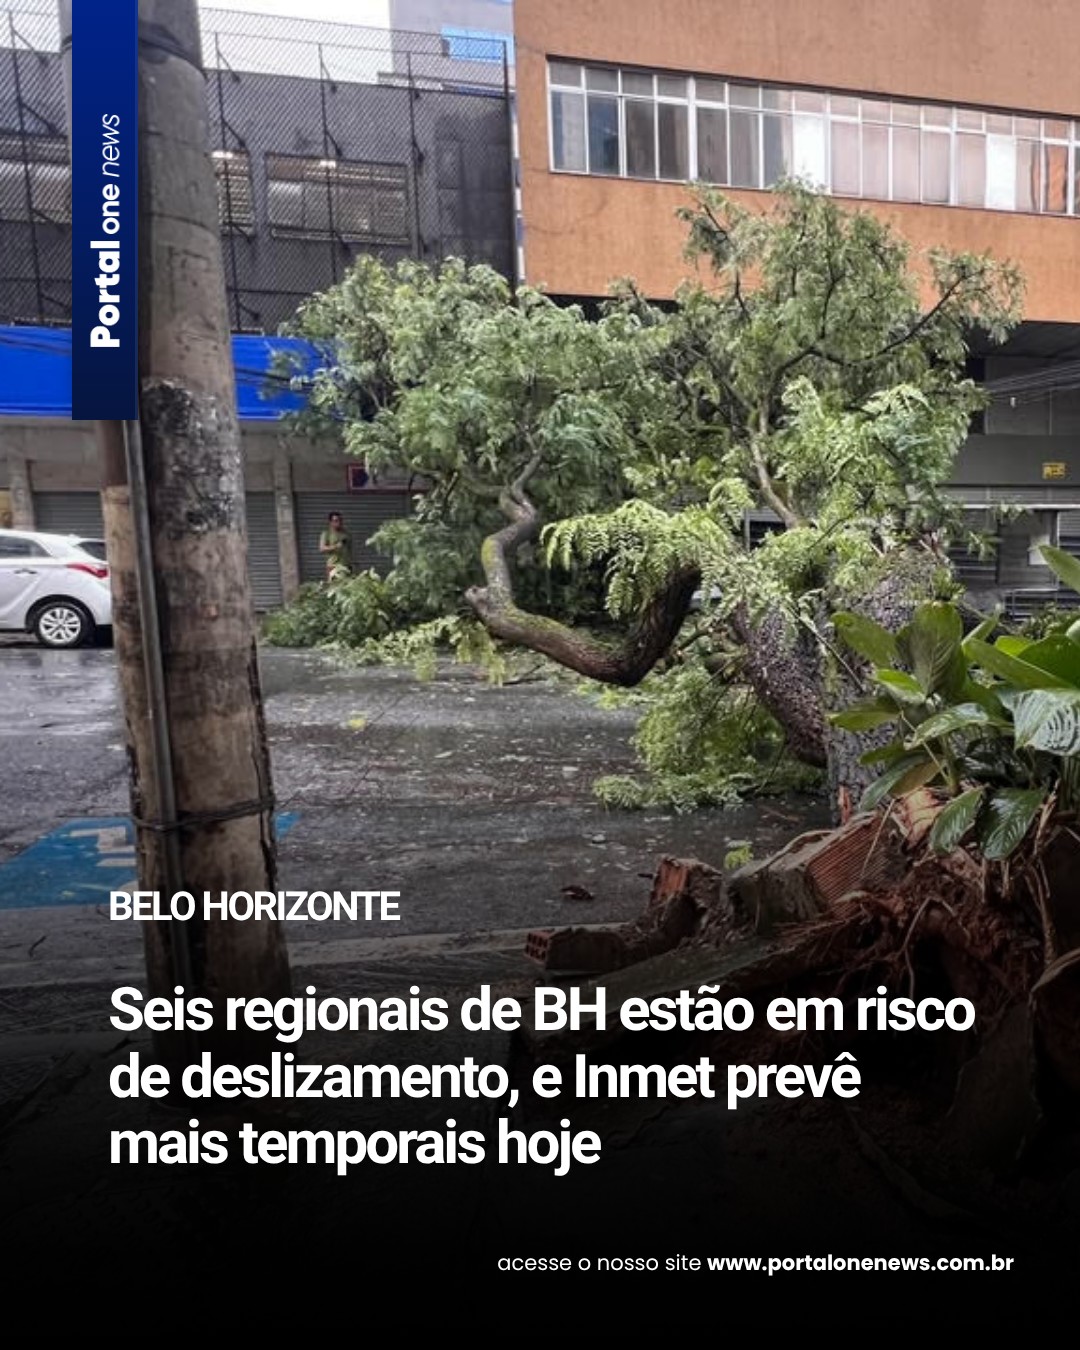 Portal one news
BELO HORIZONTE
Seis regionais de BH estão em risco
de deslizamento, e Inmet prevê
mais temporais hoje
acesse o nosso site www.portalonenews.com.br